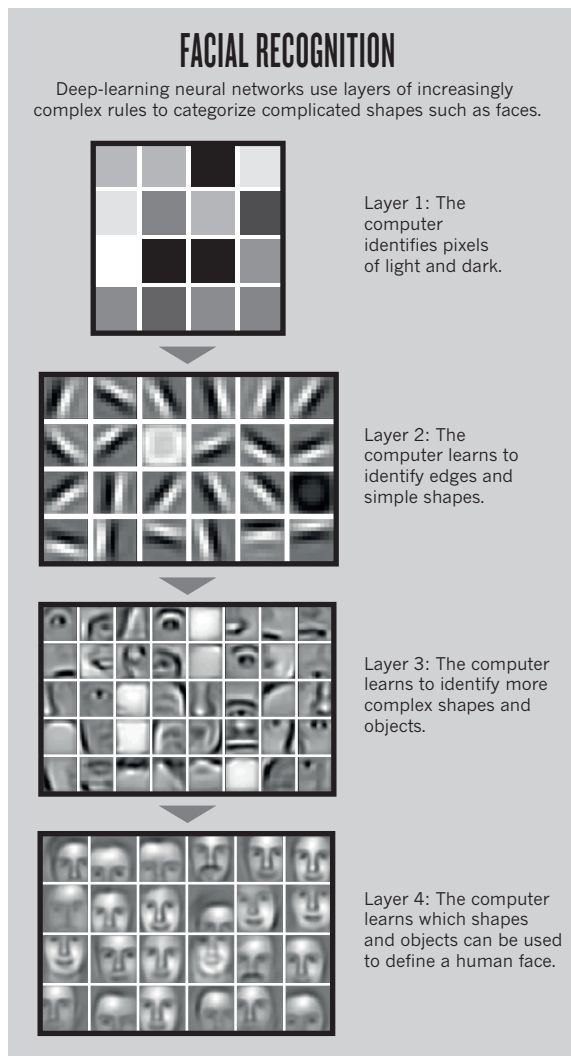 FACIAL RECOGNITION
Deep-learning neural networks use layers of increasingly
complex rules to categorize complicated shapes such as faces.
Layer 1: The
computer
identifies pixels
of light and dark.
Layer 2: The
computer learns to
identify edges and
simple shapes.
Layer 3: The computer
learns to identify more
complex shapes and
objects.
Layer 4: The computer
learns which shapes
and objects can be used
to define a human face.